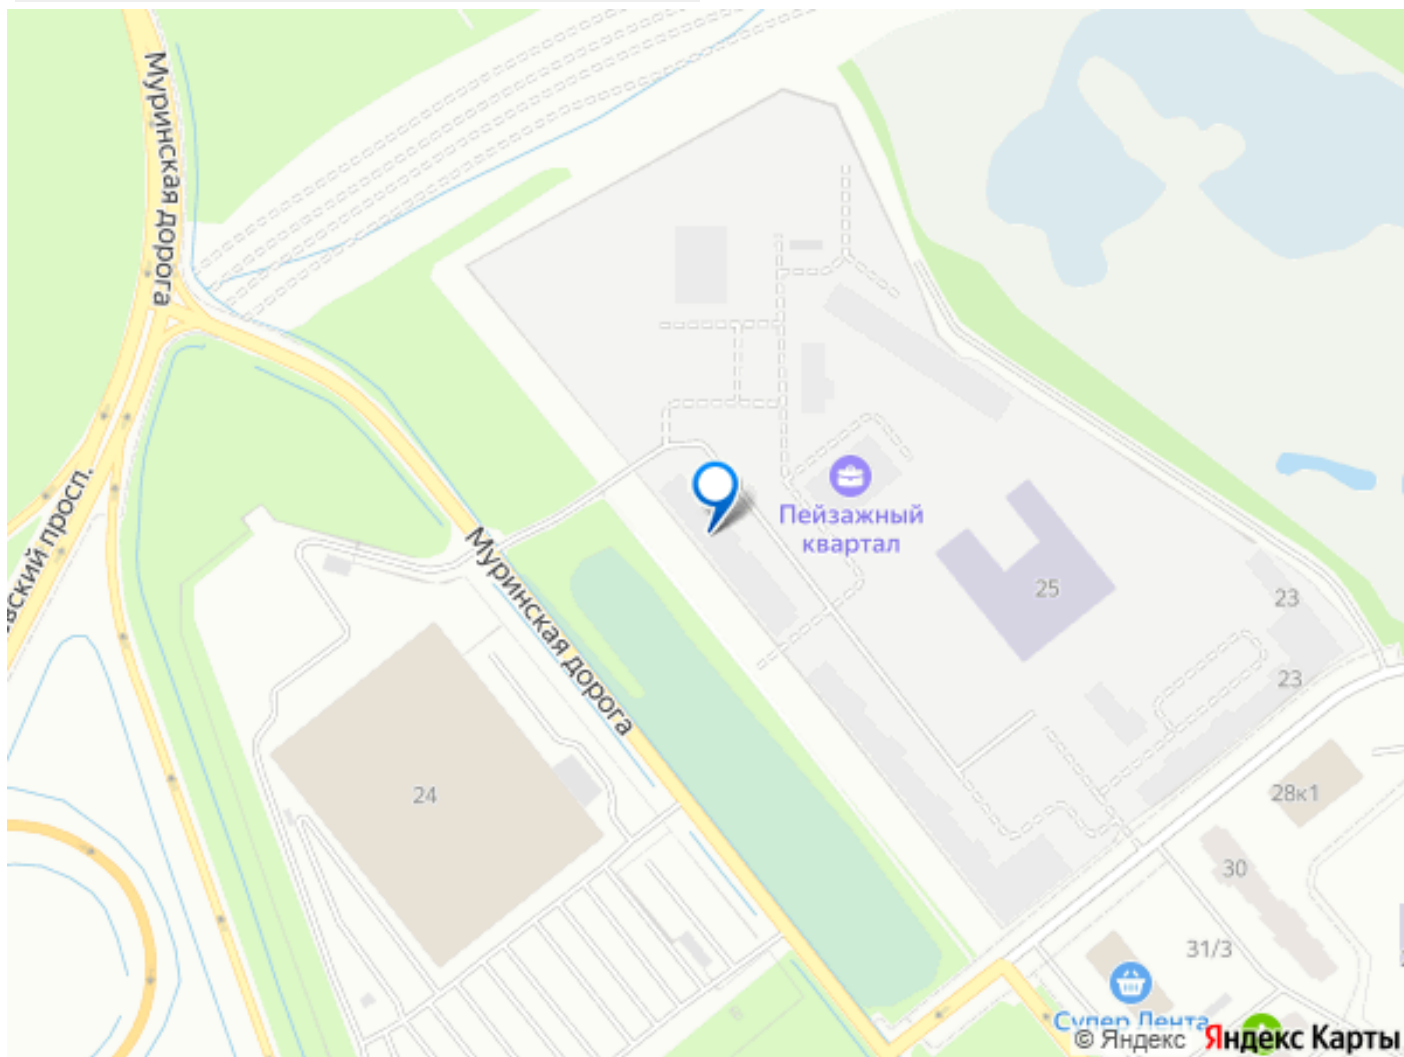 Муринская дорога
вский просп.
Муринская дорога
Пейзажный
квартал
25
23
23
24
28к1
30
31/3
Супер Лента
© Яндекс Яндекс Карты